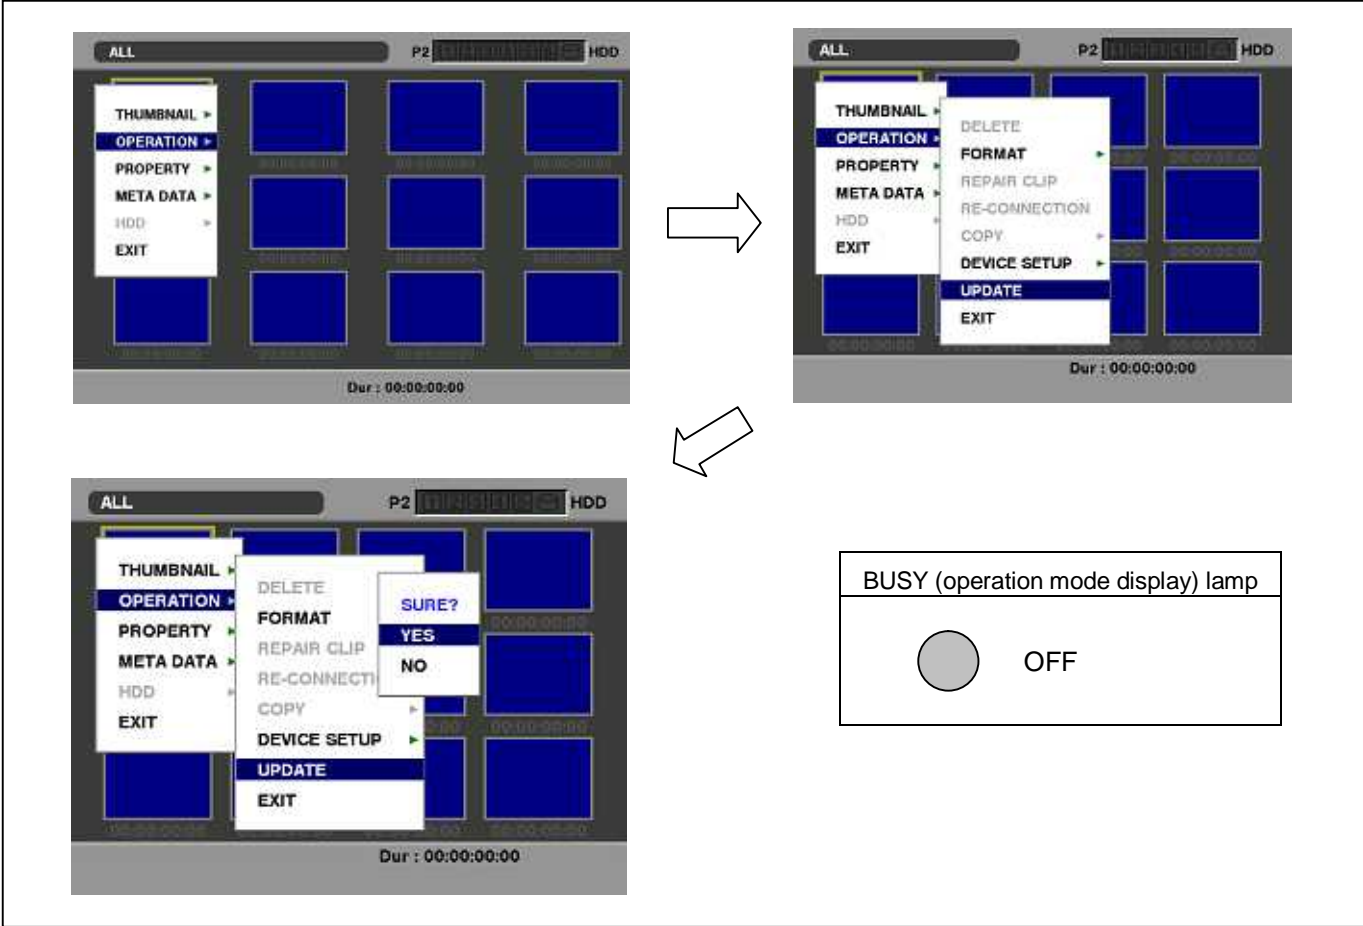 ALL P2 HDD
THUMBNAIL
OPERATION
PROPERTY
META DATA
HDD
EXIT
Dur : 00:00:00:00
ALL P2 HDD
THUMBNAIL
OPERATION
PROPERTY
META DATA
HDD
EXIT
DELETE
FORMAT
REPAIR CLIP
RE-CONNECTION
COPY
DEVICE SETUP
UPDATE
EXIT
Dur : 00:00:00:00
ALL P2 HDD
THUMBNAIL
OPERATION
PROPERTY
META DATA
HDD
EXIT
DELETE
FORMAT
REPAIR CLIP
RE-CONNECTI
COPY
DEVICE SETUP
UPDATE
EXIT
SURE?
YES
NO
Dur : 00:00:00:00
BUSY (operation mode display) lamp
OFF